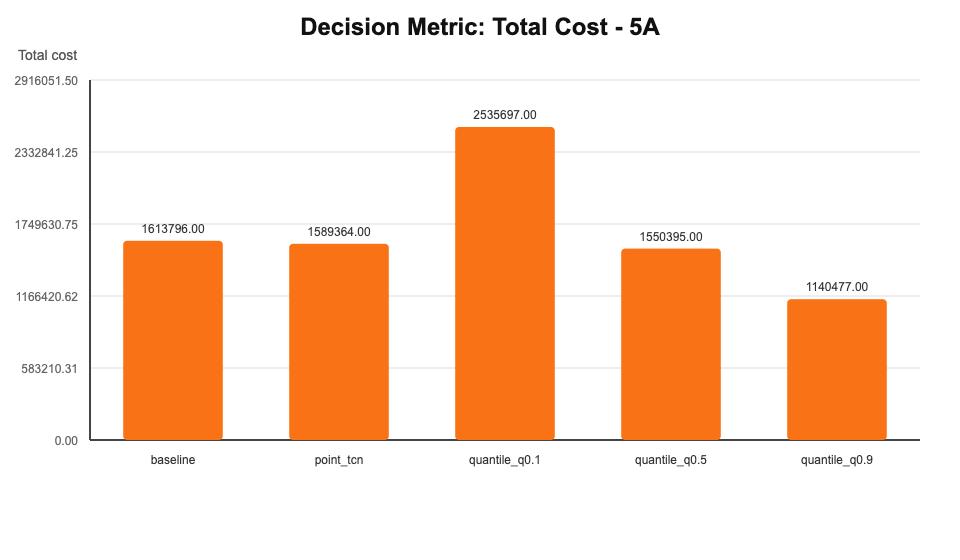 Decision Metric: Total Cost - 5A
Total cost
2916051.50
2332841.25
1749630.75
1166420.62
583210.31
0.00
1613796.00
1589364.00
2535697.00
1550395.00
1140477.00
baseline
point_tcn
quantile_q0.1
quantile_q0.5
quantile_q0.9